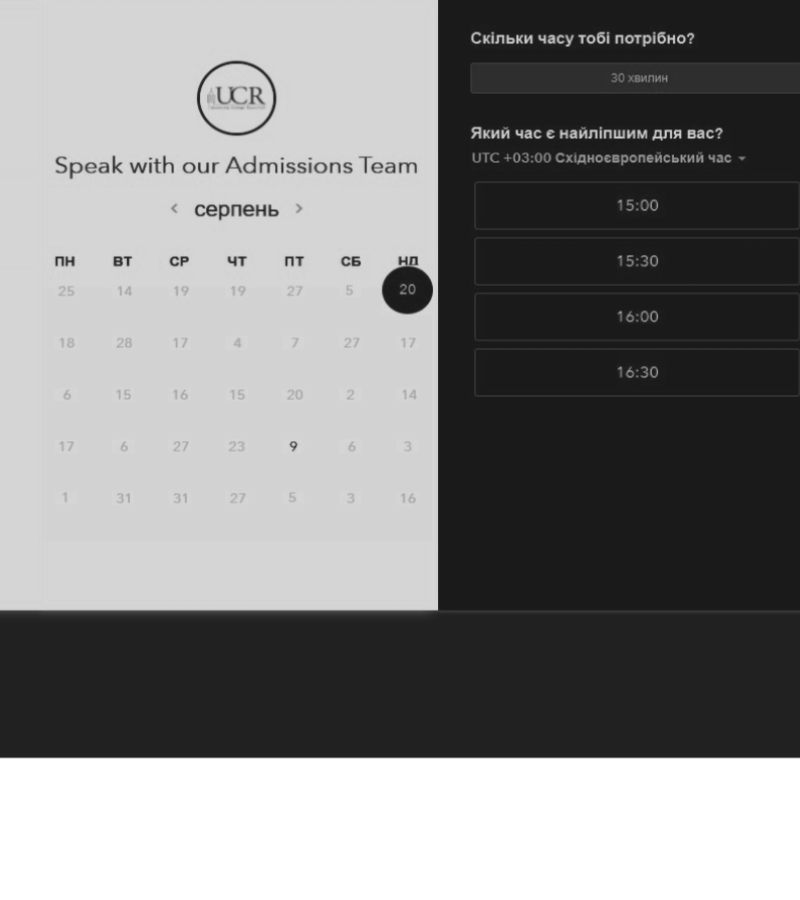 UCR
Speak with our Admissions Team
‹ серпень ›
ПН ВТ СР ЧТ ПТ СБ НД
25 14 19 19 27 5 20
18 28 17 4 7 27 17
6 15 16 15 20 2 14
17 6 27 23 9 6 3
1 31 31 27 5 3 16
Скільки часу тобі потрібно?
30 хвилин
Який час є найліпшим для вас?
UTC +03:00 Східноєвропейський час
15:00
15:30
16:00
16:30